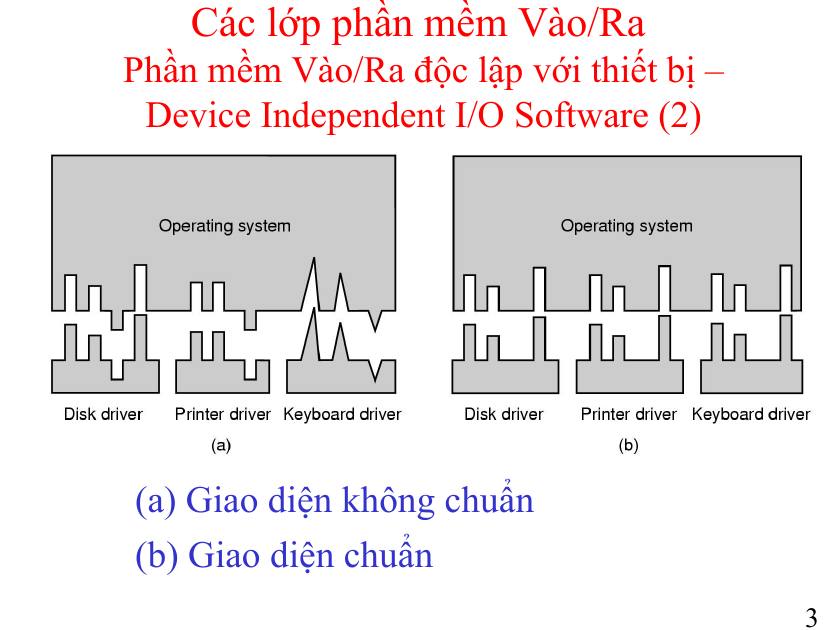 Các lớp phần mềm Vào/Ra
Phần mềm Vào/Ra độc lập với thiết bị –
Device Independent I/O Software (2)
Operating system
Disk driver Printer driver Keyboard driver
(a)
Operating system
Disk driver Printer driver Keyboard driver
(b)
(a) Giao diện không chuẩn
(b) Giao diện chuẩn
3